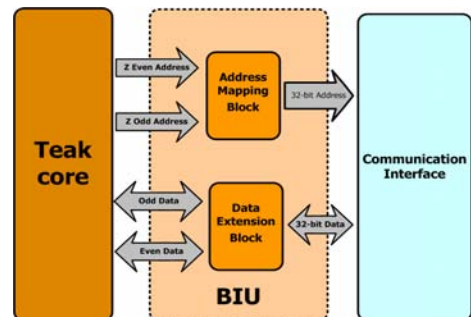 Teak
core
Z Even Address
Z Odd Address
Odd Data
Even Data
Address
Mapping
Block
Data
Extension
Block
BIU
32-bit Address
32-bit Data
Communication
Interface